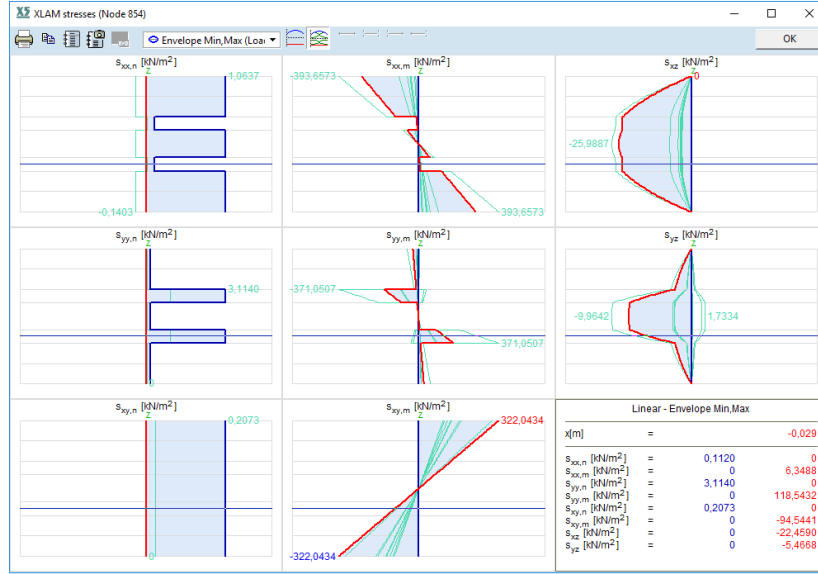 XLAM stresses (Node 854)
Envelope Min,Max (Loa
OK
sxx,n [kN/m2]
z
1,0637
-0,1403
sxx,m [kN/m2]
z
-393,6573
393,6573
sxz [kN/m2]
z
0
-25,9887
syy,n [kN/m2]
z
3,1140
0
syy,m [kN/m2]
z
-371,0507
371,0507
syz [kN/m2]
z
-9,9642
1,7334
sxy,n [kN/m2]
z
0,2073
0
sxy,m [kN/m2]
z
322,0434
-322,0434
Linear - Envelope Min,Max
x[m] = -0,029
sxx,n [kN/m2] = 0,1120 0
sxx,m [kN/m2] = 0 6,3488
syy,n [kN/m2] = 3,1140 0
syy,m [kN/m2] = 0 118,5432
sxy,n [kN/m2] = 0,2073 0
sxy,m [kN/m2] = 0 -94,5441
sxz [kN/m2] = 0 -22,4590
syz [kN/m2] = 0 -5,4668